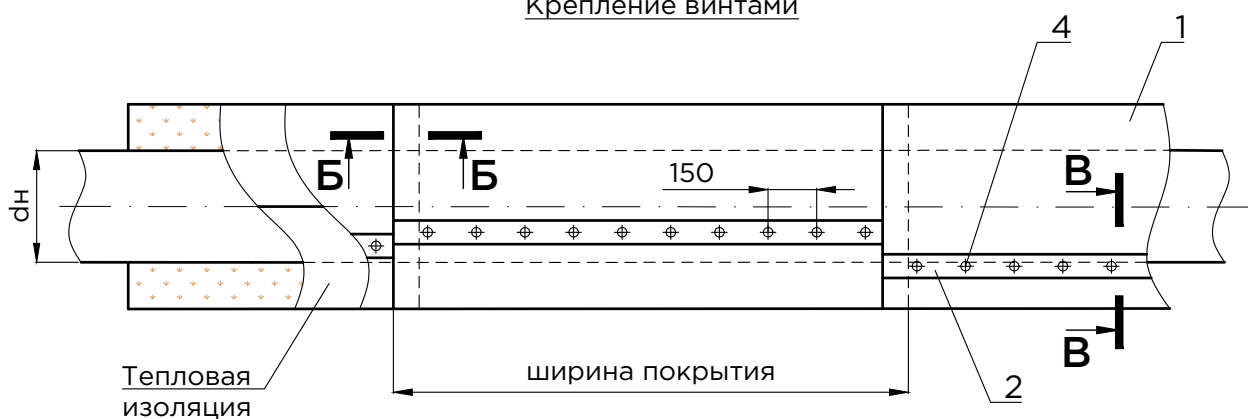 Крепление винтами
4
1
Б
Б
150
В
dн
В
Тепловая
изоляция
ширина покрытия
2